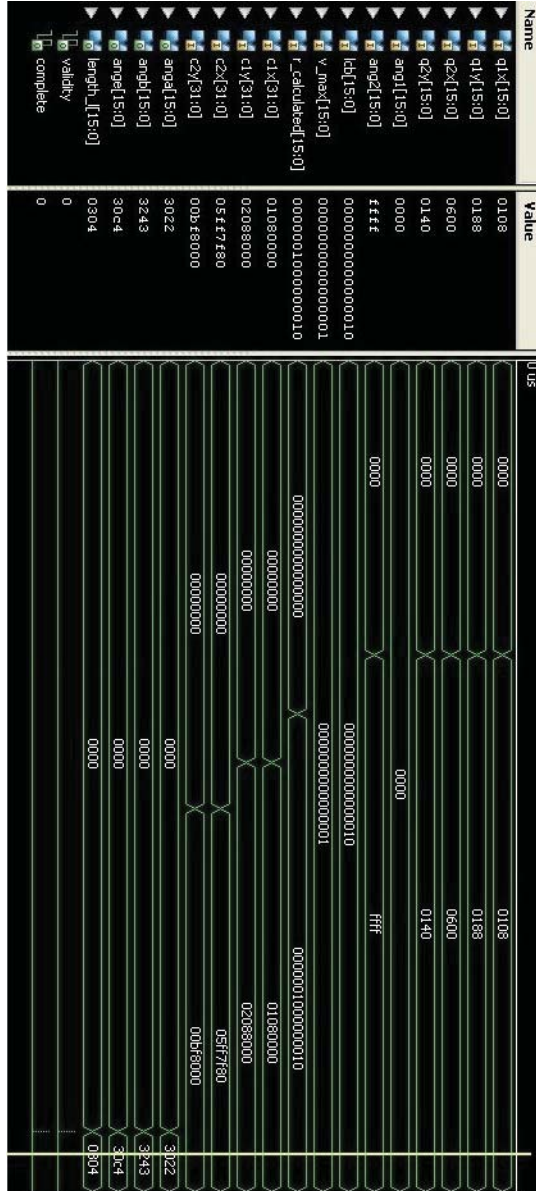 Name Value 0 us
q1x[15:0] 0108 0000 0108
q1y[15:0] 0188 0000 0188
q2x[15:0] 0600 0000 0600
q2y[15:0] 0140 0000 0140
ang1[15:0] 0000 0000
ang2[15:0] ffff 0000 ffff
lcb[15:0] 0000000000000010 0000000000000010
v_max[15:0] 0000000000000001 0000000000000001
r_calculated[15:0] 0000001000000010 0000000000000000 0000001000000010
c1x[31:0] 01080000 00000000 01080000
c1y[31:0] 02088000 00000000 02088000
c2x[31:0] 05ff7f80 00000000 05ff7f80
c2y[31:0] 00bf8000 00000000 00bf8000
anga[15:0] 3022 0000 3022
angb[15:0] 3243 0000 3243
ange[15:0] 30c4 0000 30c4
length_l[15:0] 0304 0000 0804
validity 0
complete 0